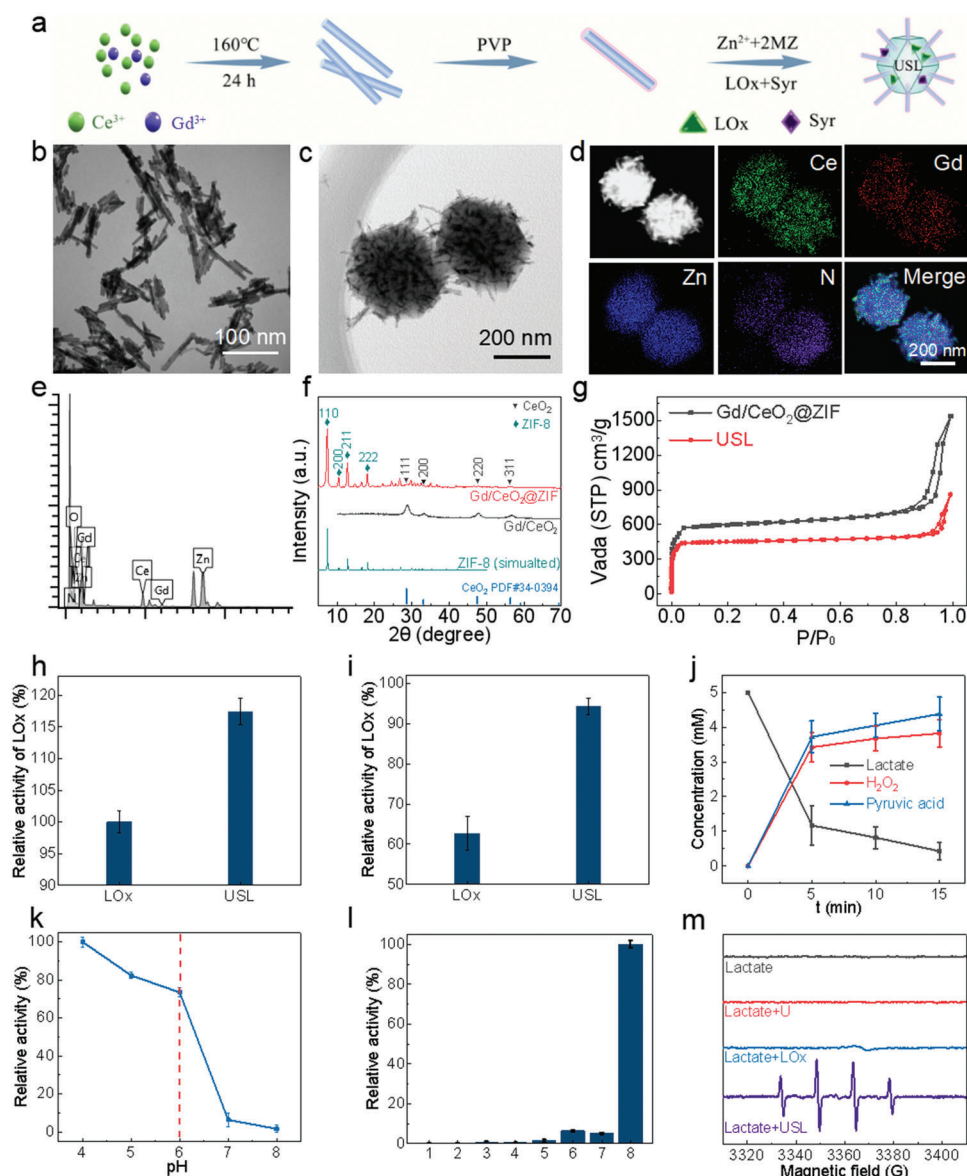 a
160℃
24 h
PVP
Zn²⁺+2MZ
LOx+Syr
USL
Ce³⁺
Gd³⁺
LOx
Syr
b
100 nm
c
200 nm
d
Ce
Gd
Zn
N
Merge
200 nm
e
O
Gd
N
Ce
Gd
Zn
f
Intensity (a.u.)
110
200
211
222
CeO₂
ZIF-8
111
200
220
311
Gd/CeO₂@ZIF
Gd/CeO₂
ZIF-8 (simualted)
CeO₂ PDF#34-0394
10 20 30 40 50 60 70
2θ (degree)
g
Vada (STP) cm³/g
1500
1200
900
600
300
0
Gd/CeO₂@ZIF
USL
0.0 0.2 0.4 0.6 0.8 1.0
P/P₀
h
Relative activity of LOx (%)
120
115
110
105
100
95
90
LOx USL
i
Relative activity of LOx (%)
100
90
80
70
60
50
LOx USL
j
Concentration (mM)
5
4
3
2
1
0
Lactate
H₂O₂
Pyruvic acid
0 5 10 15
t (min)
k
Relative activity (%)
100
80
60
40
20
0
4 5 6 7 8
pH
l
Relative activity (%)
100
80
60
40
20
0
1 2 3 4 5 6 7 8
m
Lactate
Lactate+U
Lactate+LOx
Lactate+USL
3320 3340 3360 3380 3400
Magnetic field (G)